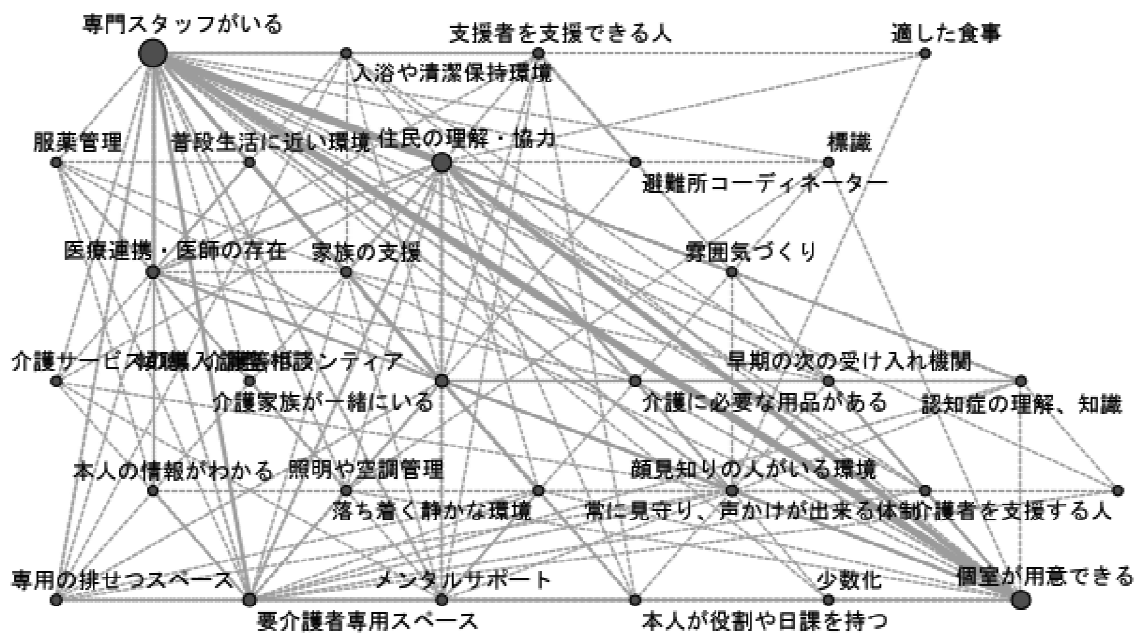 専門スタッフがいる
支援者を支援できる人
適した食事
入浴や清潔保持環境
服薬管理
普段生活に近い環境
住民の理解・協力
標識
避難所コーディネーター
医療連携・医師の存在
家族の支援
雰囲気づくり
介護サービス
ンティア
早期の次の受け入れ機関
介護家族が一緒にいる
介護に必要な用品がある
認知症の理解、知識
本人の情報がわかる
照明や空調管理
顔見知りの人がいる環境
落ち着く静かな環境
常に見守り、声かけが出来る体制
介護者を支援する人
専用の排せつスペース
メンタルサポート
少数化
個室が用意できる
要介護者専用スペース
本人が役割や日課を持つ